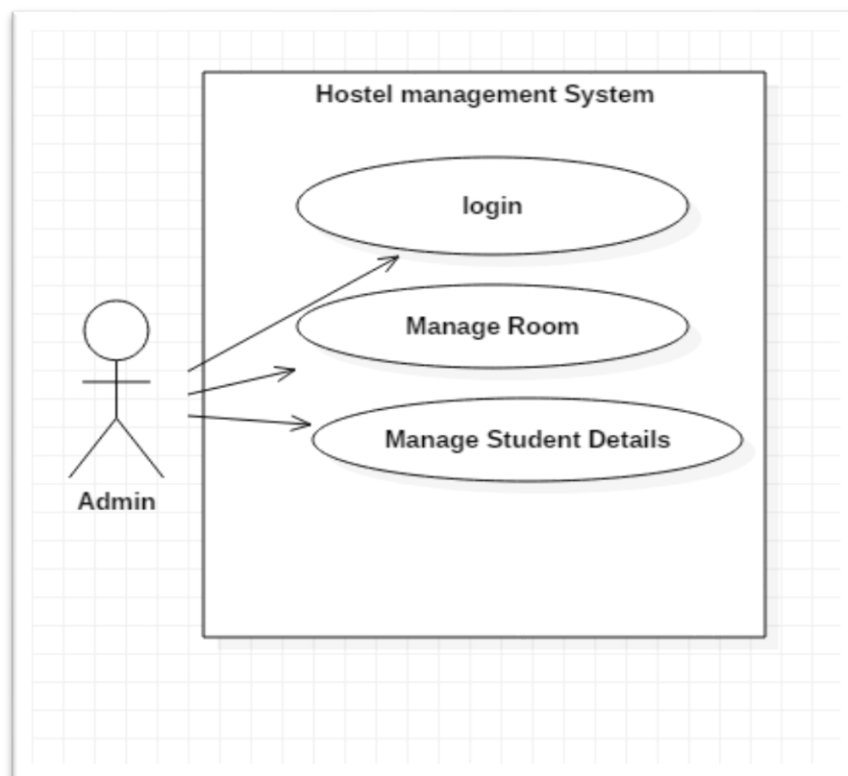 Hostel management System
login
Manage Room
Manage Student Details
Admin